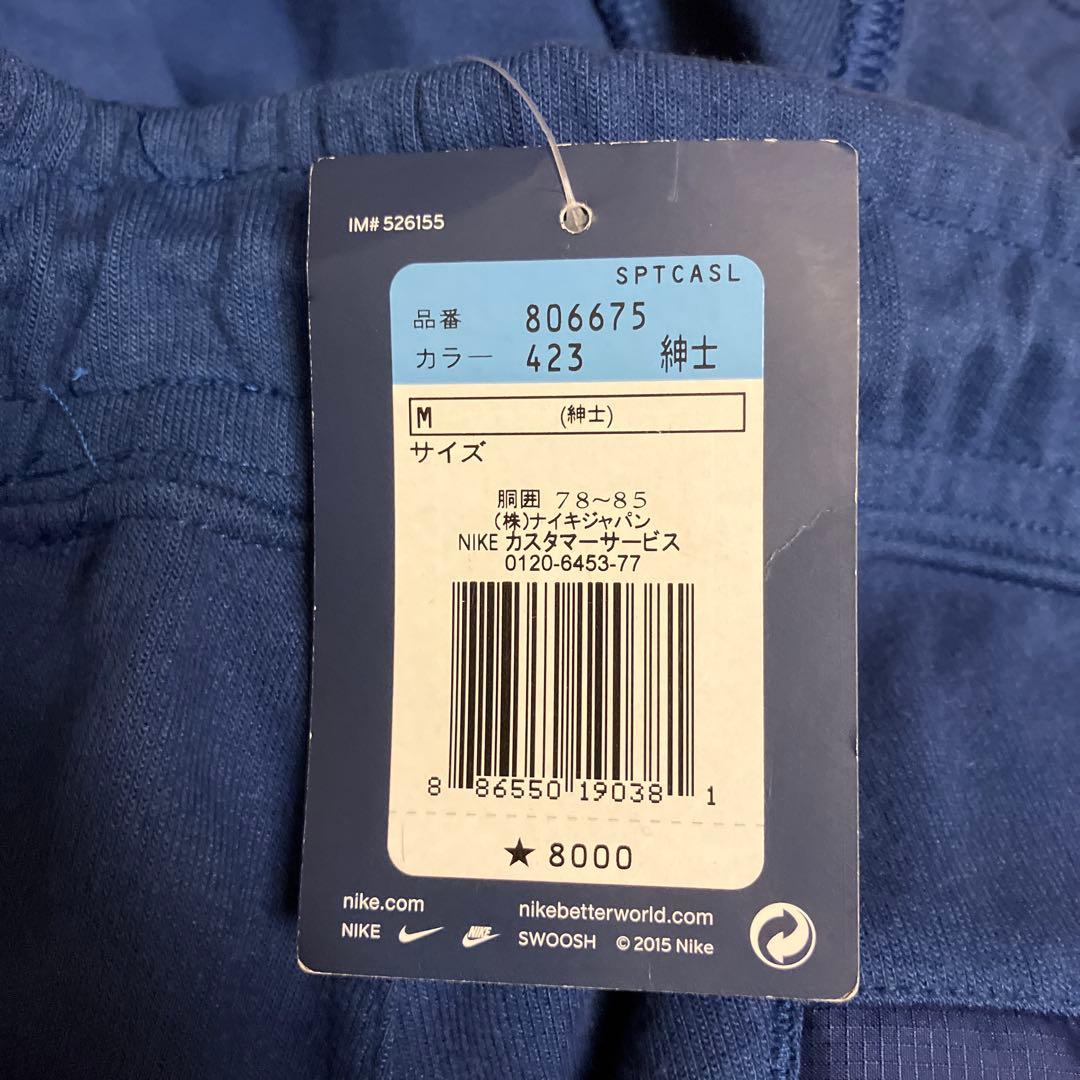 IM# 526155
SPTCASL
品番 806675
カラー 423 紳士
M (紳士)
サイズ
胴囲 78~85
(株)ナイキジャパン
NIKE カスタマーサービス
0120-6453-77
8 86550 19038 1
★ 8000
nike.com nikebetterworld.com
NIKE NIKE SWOOSH © 2015 Nike